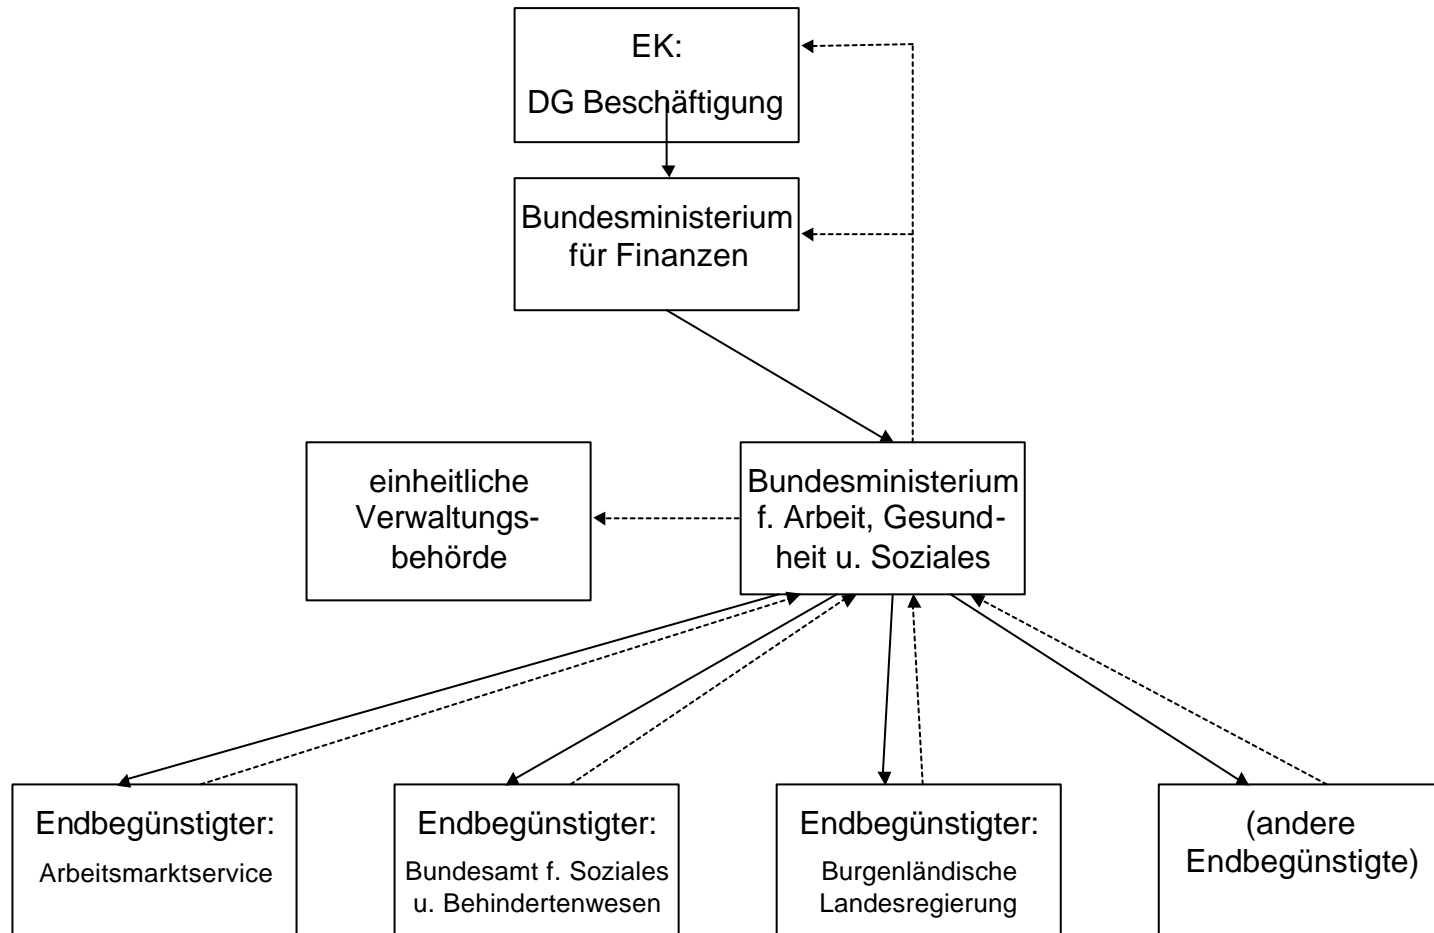 EK:
DG Beschäftigung
Bundesministerium
für Finanzen
einheitliche
Verwaltungs-
behörde
Bundesministerium
f. Arbeit, Gesund-
heit u. Soziales
Endbegünstigter:
Arbeitsmarktservice
Endbegünstigter:
Bundesamt f. Soziales
u. Behindertenwesen
Endbegünstigter:
Burgenländische
Landesregierung
(andere
Endbegünstigte)